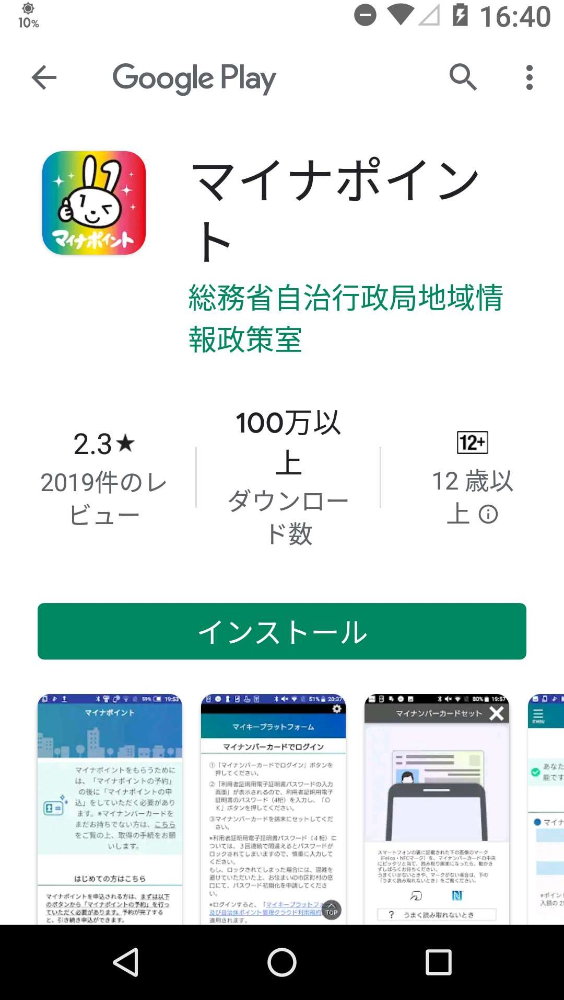 10%
16:40
Google Play
マイナポイント
マイナポイン
ト
総務省自治行政局地域情
報政策室
2.3★
2019件のレ
ビュー
100万以
上
ダウンロー
ド数
12+
12 歳以
上
インストール
19:53
マイナポイント
マイナポイントをもらうために
は、「マイナポイントの予約」
の後に「マイナポイントの申
込」をしていただく必要があり
ます。※マイナンバーカードを
まだお持ちでない方は、こちら
をご覧の上、取得の手続をお願
いします。
はじめての方はこちら
マイナポイントを申込される方は、まずは以下
のボタンから「マイナポイントの予約」を行っ
ていただく必要があります。予約が完了する
と、引き続き申込ができます。
51% 20:37
マイキープラットフォーム
マイナンバーカードでログイン
①「マイナンバーカードでログイン」ボタンを
押してください。
②「利用者証明用電子証明書パスワードの入力
画面」が表示されるので、利用者証明用電子
証明書のパスワード（4桁）を入力し、「O
K」ボタンを押してください。
③マイナンバーカードを端末にセットしてくだ
さい。
※利用者証明用電子証明書パスワード（４桁）に
ついては、３回連続で間違えるとパスワードが
ロックされてしまいますので、慎重に入力して
ください。
もし、ロックされてしまった場合には、混雑を
避けていただいた上、お住まいの市区町村の窓
口にて、パスワード初期化を申請してくださ
い。
※ログインすると、「マイキープラットフォー
及び自治体ポイント管理クラウド利用規約
適用されます。
TOP
80% 19:57
マイナンバーカードセット
スマートフォンの裏に記載された下の画像のマーク
（Felica・NFCマーク）を、マイナンバーカードの中央
にピッタリと当て、読み取り画面になったら、動かさ
ずしばらくお待ちください。
うまくいかないときや、マークがない場合は、下の
「うまく読み取れないとき」をご覧ください。
? うまく読み取れないとき
menu
あなた
能です
マイナ
※ポイン
入額の 25